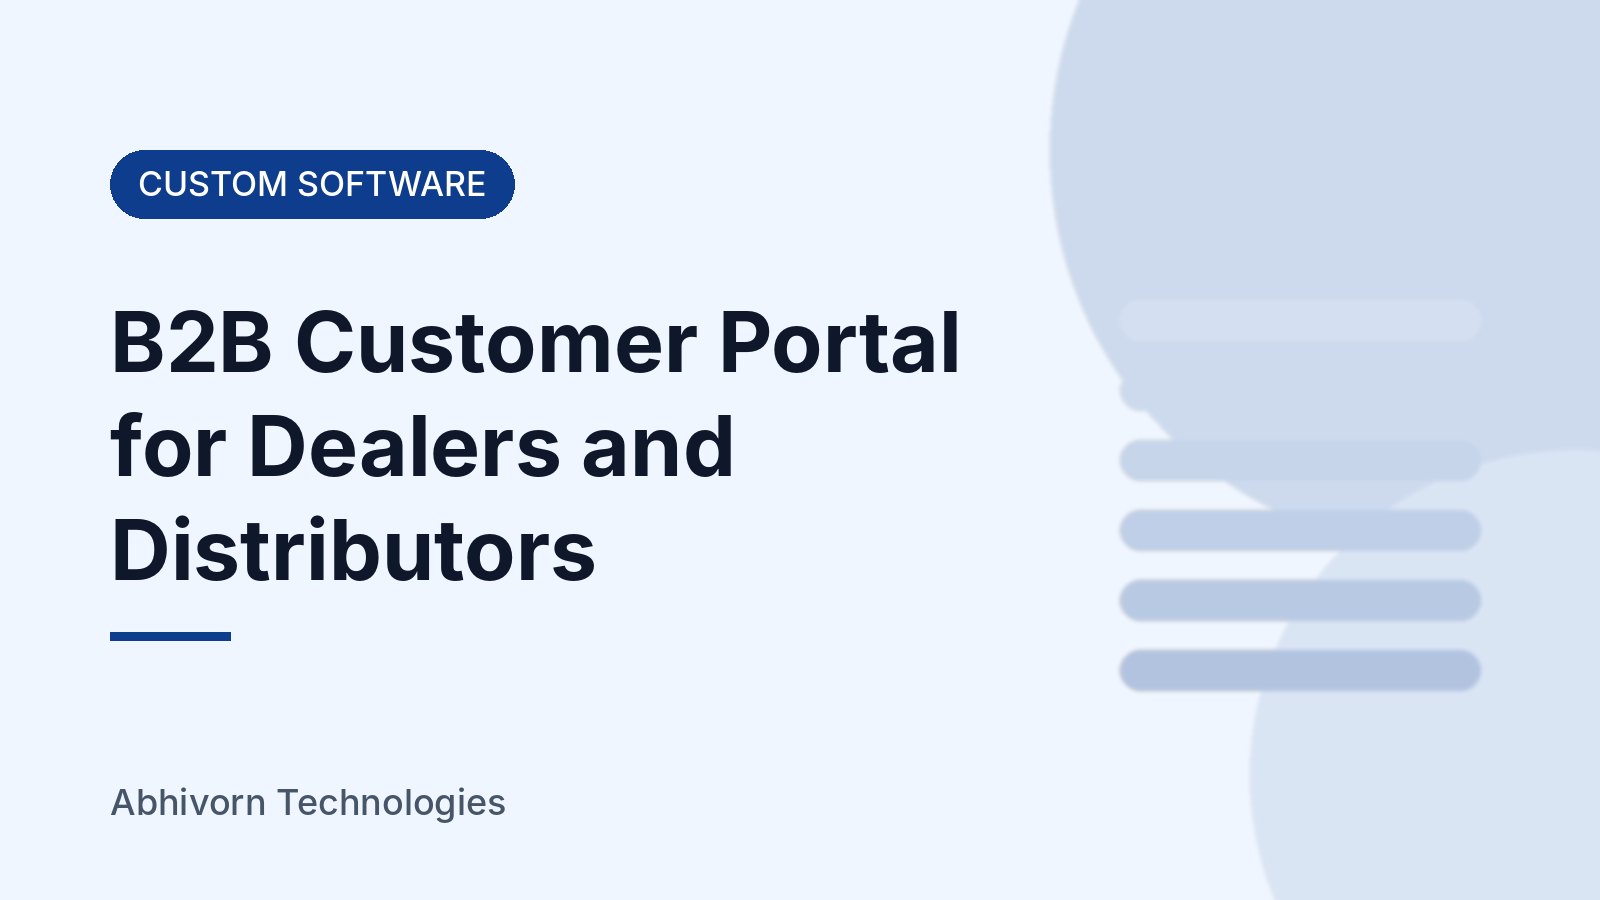 CUSTOM SOFTWARE
B2B Customer Portal
for Dealers and
Distributors
Abhivorn Technologies